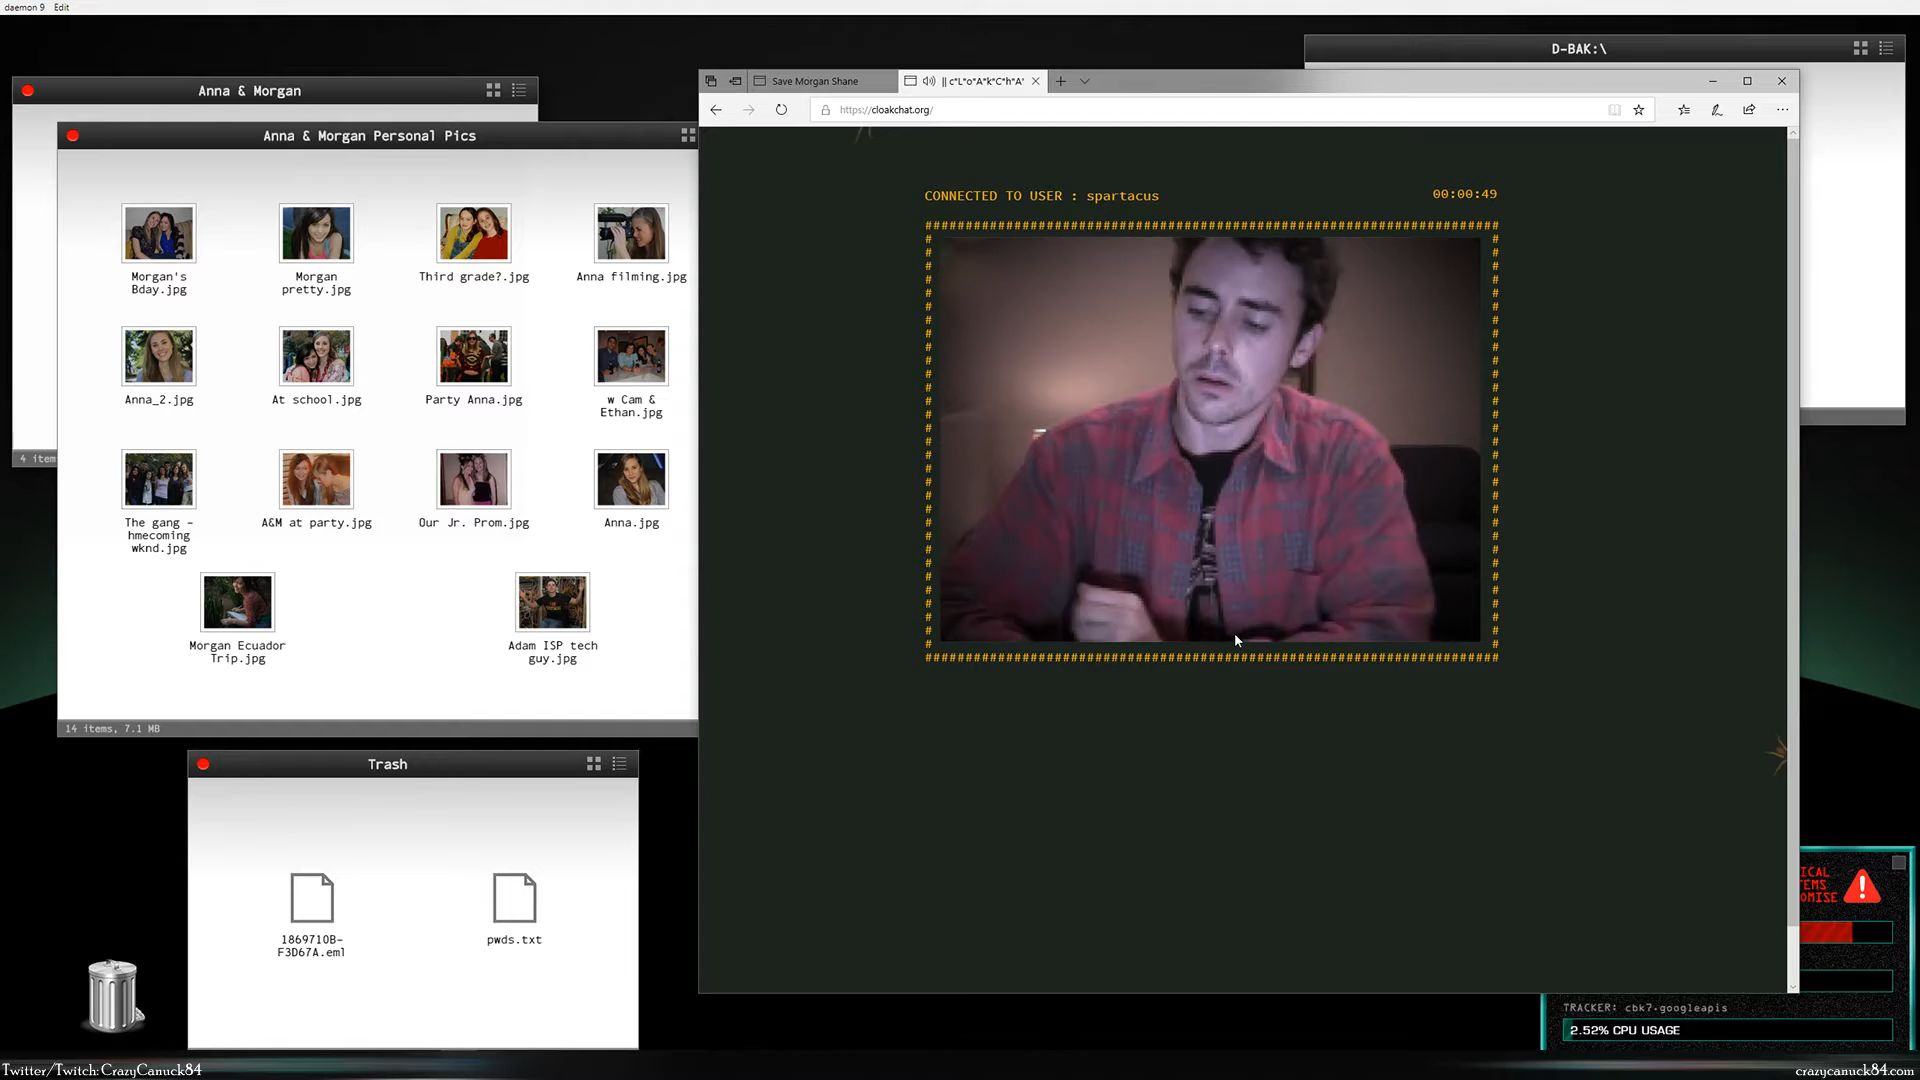 daemon 9 Edit
D-BAK:\
Anna & Morgan
Save Morgan Shane
|| c*L*o*A*k*C*h*A'
https://cloakchat.org/
Anna & Morgan Personal Pics
CONNECTED TO USER : spartacus
00:00:49
Morgan's
Bday.jpg
Morgan
pretty.jpg
Third grade?.jpg
Anna filming.jpg
Anna_2.jpg
At school.jpg
Party Anna.jpg
w Cam &
Ethan.jpg
4 item
The gang -
hmecoming
wknd.jpg
A&M at party.jpg
Our Jr. Prom.jpg
Anna.jpg
Morgan Ecuador
Trip.jpg
Adam ISP tech
guy.jpg
14 items, 7.1 MB
Trash
1869710B-
F3D67A.eml
pwds.txt
ICAL
TEMS
OMISE
TRACKER: cbk7.googleapis
2.52% CPU USAGE
Twitter/Twitch:CrazyCanuck84
crazycanuck84.com